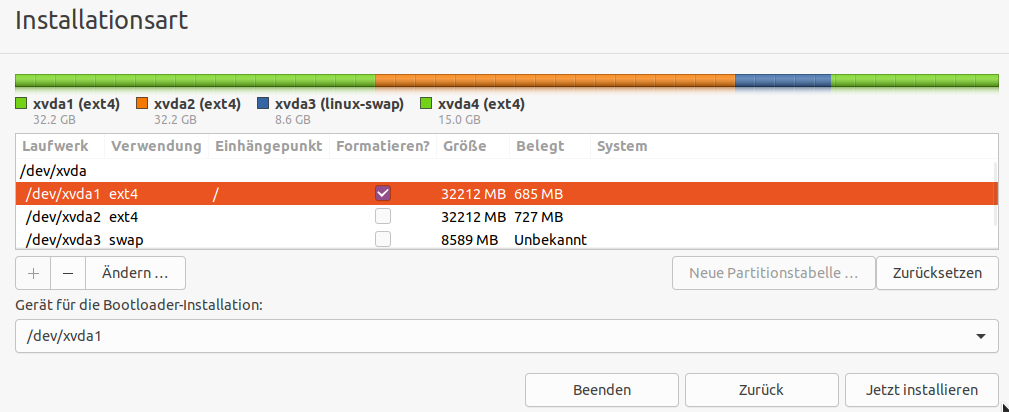 Installationsart
xvda1 (ext4) xvda2 (ext4) xvda3 (linux-swap) xvda4 (ext4)
32.2 GB 32.2 GB 8.6 GB 15.0 GB
Laufwerk Verwendung Einhängepunkt Formatieren? Größe Belegt System
/dev/xvda
/dev/xvda1 ext4 / 32212 MB 685 MB
/dev/xvda2 ext4 32212 MB 727 MB
/dev/xvda3 swap 8589 MB Unbekannt
+ − Ändern ... Neue Partitionstabelle ... Zurücksetzen
Gerät für die Bootloader-Installation:
/dev/xvda1
Beenden Zurück Jetzt installieren